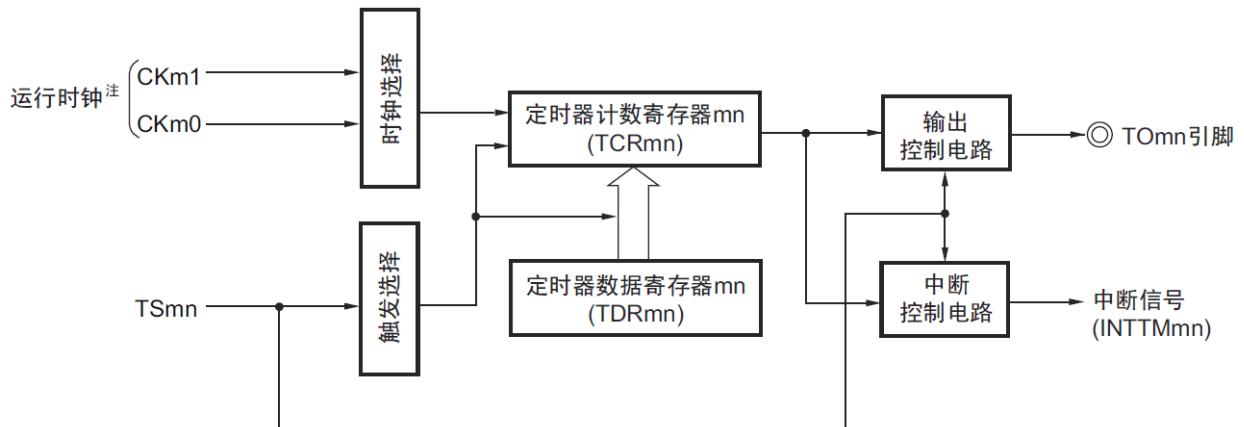 运行时钟注
CKm1
CKm0
时钟选择
定时器计数寄存器mn
(TCRmn)
输出
控制电路
TOmn引脚
TSmn
触发选择
定时器数据寄存器mn
(TDRmn)
中断
控制电路
中断信号
(INTTMmn)